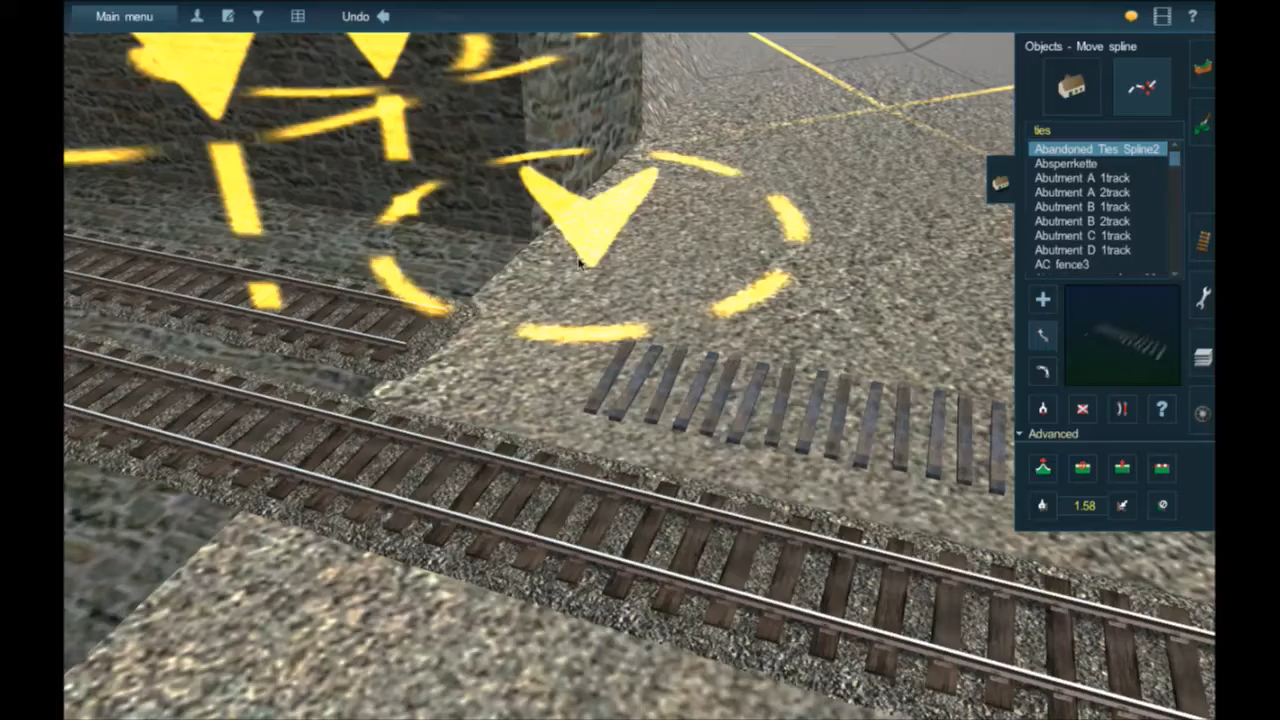 Main menu
Undo
Objects - Move spline
ties
Abandoned Ties Spline2
Absperrkette
Abutment A 1track
Abutment A 2track
Abutment B 1track
Abutment B 2track
Abutment C 1track
Abutment D 1track
AC fence3
?
Advanced
1.58